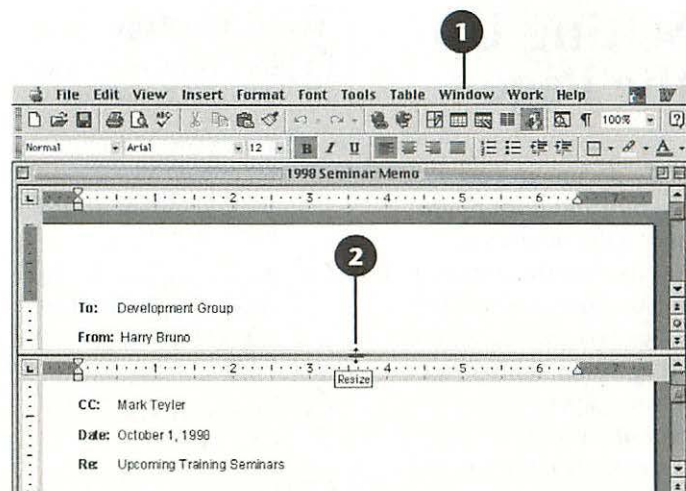 1
File Edit View Insert Format Font Tools Table Window Work Help
100%
Normal Arial 12 B I U A
1998 Seminar Memo
1 2 3 4 5 6 7
2
To: Development Group
From: Harry Bruno
1 2 3 4 5 6 7
Resize
CC: Mark Teyler
Date: October 1, 1998
Re: Upcoming Training Seminars